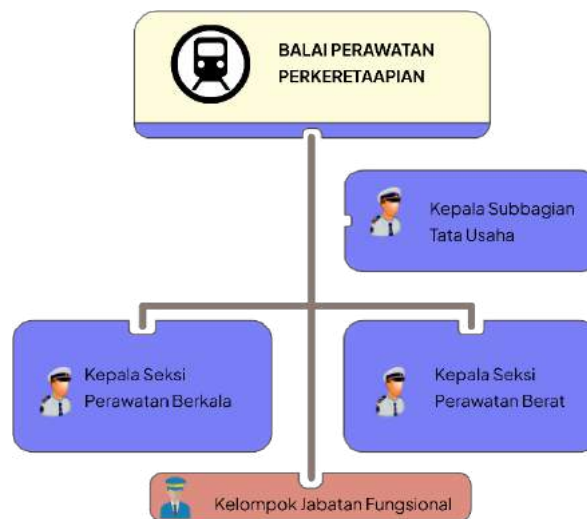 BALAI PERAWATAN
PERKERETAAPIAN
Kepala Subbagian
Tata Usaha
Kepala Seksi
Perawatan Berkala
Kepala Seksi
Perawatan Berat
Kelompok Jabatan Fungsional